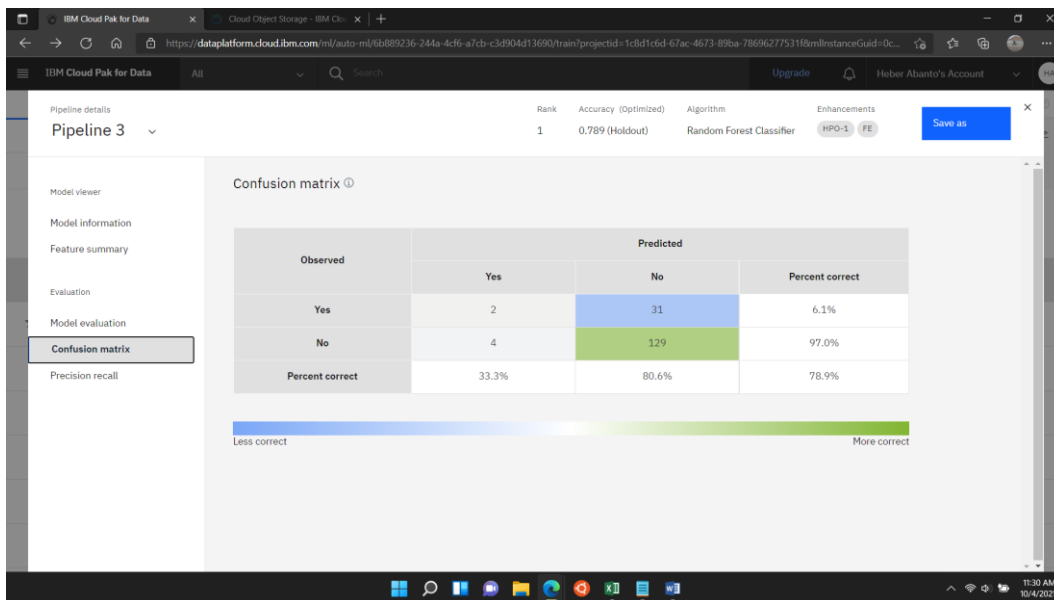 IBM Cloud Pak for Data
Cloud Object Storage - IBM Clou
https://dataplatform.cloud.ibm.com/ml/auto-ml/6b889236-244a-4cf6-a7cb-c3d904d13690/train?projectid=1c8d1c6d-67ac-4673-89ba-78696277531f&mlInstanceGuid=0c...
IBM Cloud Pak for Data All Search Upgrade Heber Abanto's Account HA
Pipeline details Rank Accuracy (Optimized) Algorithm Enhancements
Pipeline 3 1 0.789 (Holdout) Random Forest Classifier HPO-1 FE Save as
Model viewer
Model information
Feature summary
Evaluation
Model evaluation
Confusion matrix
Precision recall
Confusion matrix
Observed Predicted
Yes No Percent correct
Yes 2 31 6.1%
No 4 129 97.0%
Percent correct 33.3% 80.6% 78.9%
Less correct More correct
11:30 AM
10/4/202